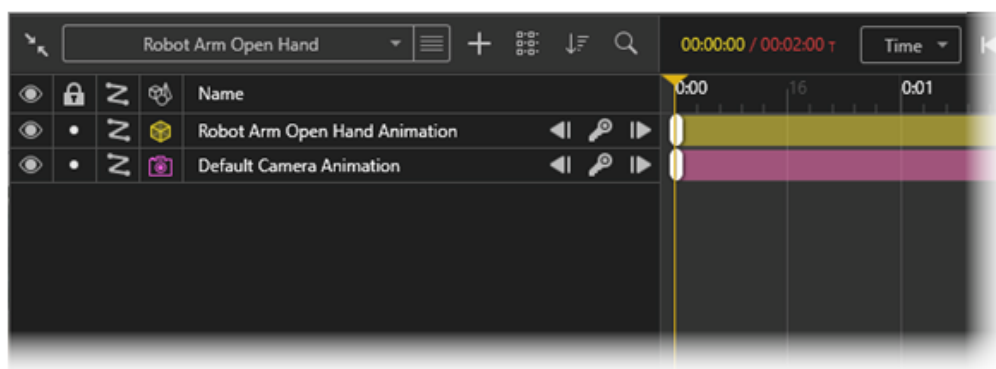 Robot Arm Open Hand 00:00:00 / 00:02:00 T Time
Name 0:00 16 0:01
Robot Arm Open Hand Animation
Default Camera Animation